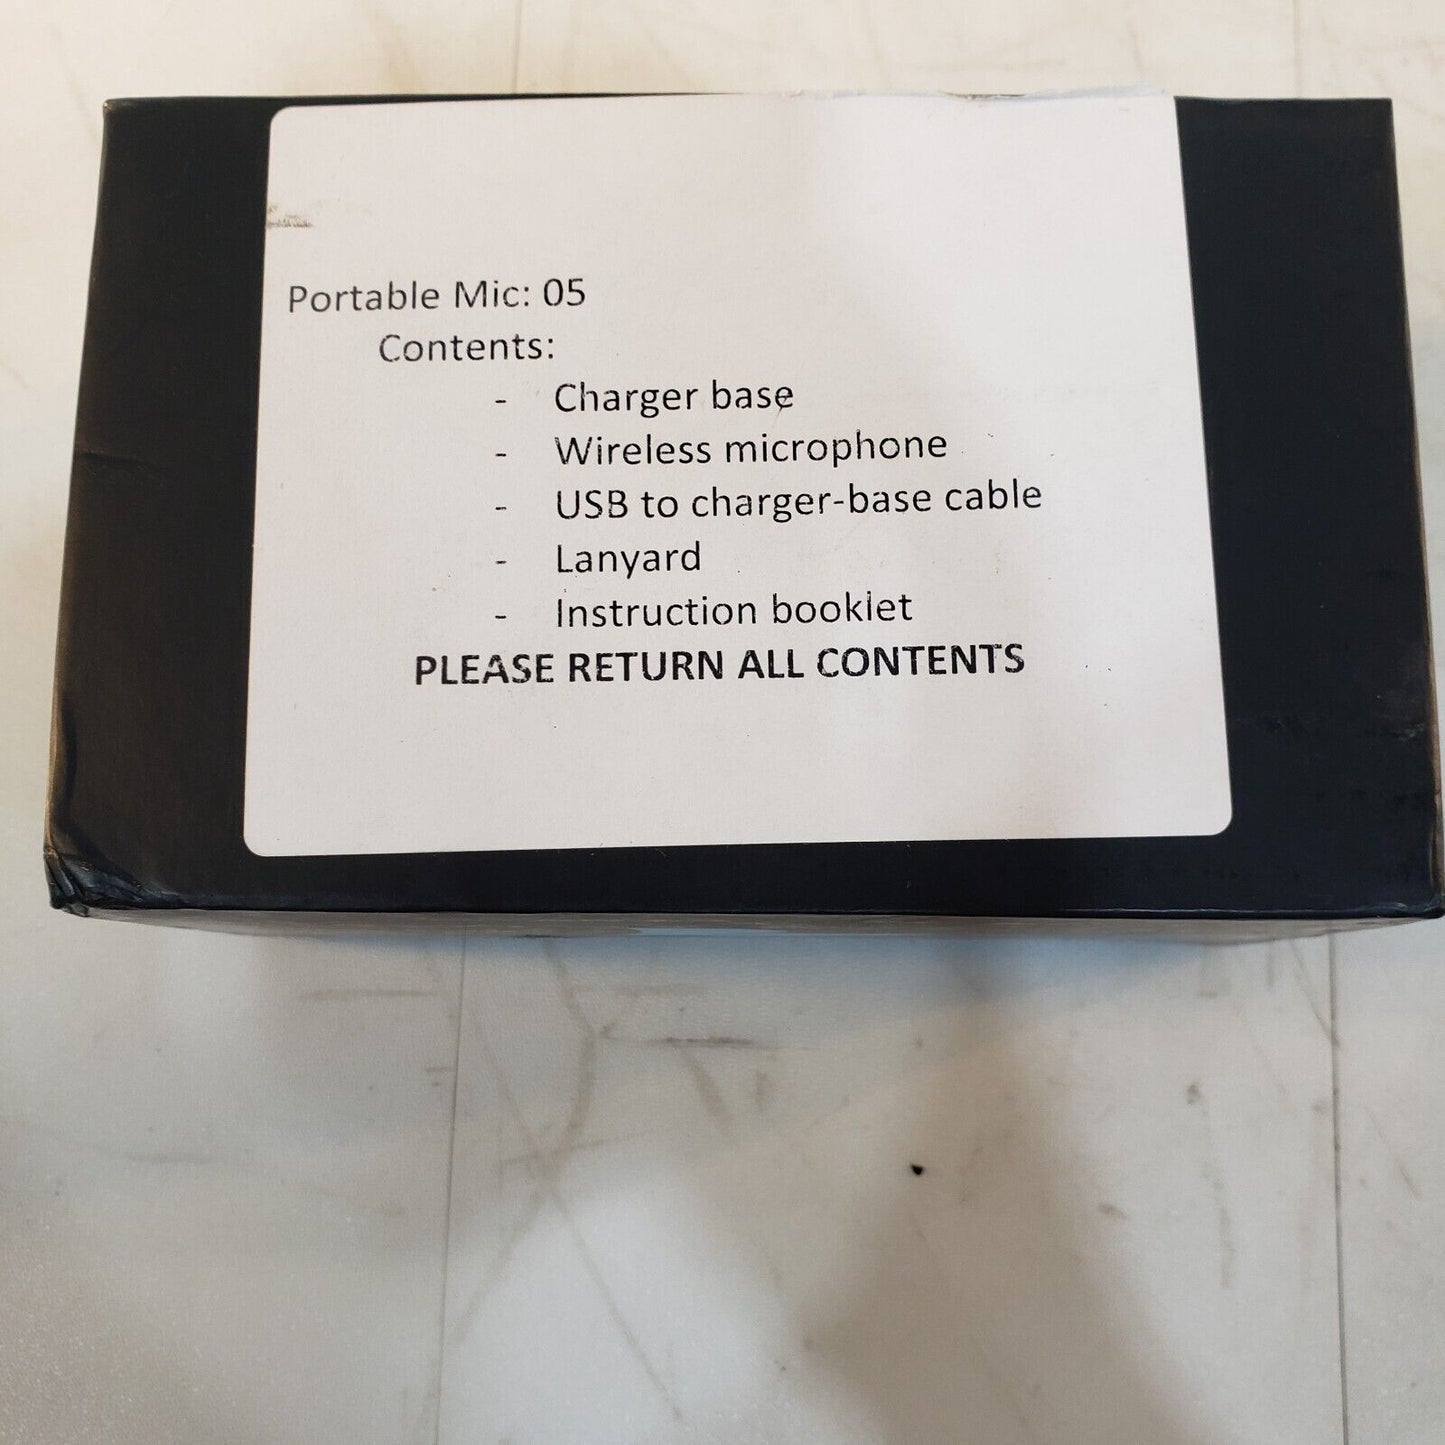 Portable Mic: 05
Contents:
- Charger base
- Wireless microphone
- USB to charger-base cable
- Lanyard
- Instruction booklet
PLEASE RETURN ALL CONTENTS